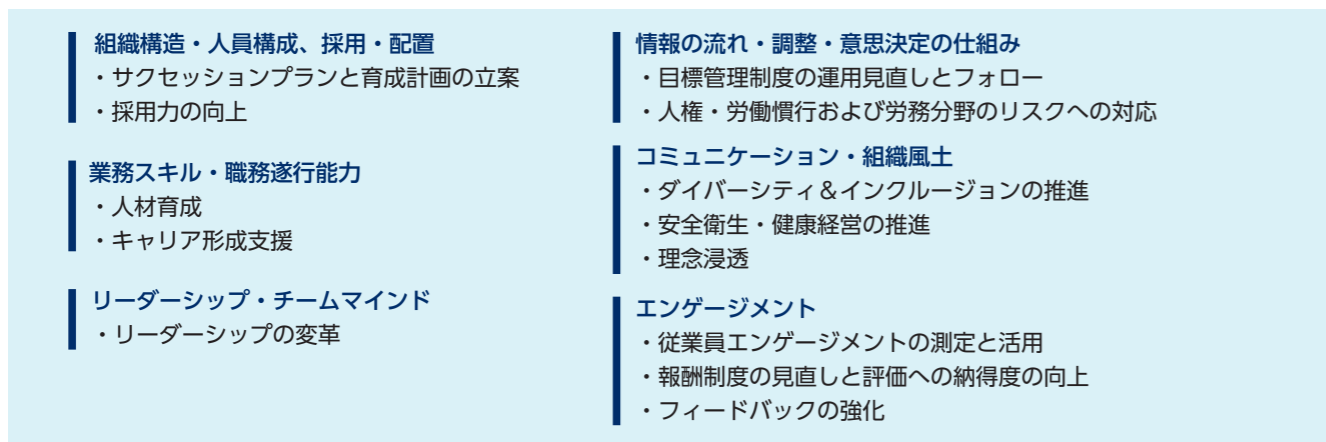 組織構造・人員構成、採用・配置
・サクセッションプランと育成計画の立案
・採用力の向上
業務スキル・職務遂行能力
・人材育成
・キャリア形成支援
リーダーシップ・チームマインド
・リーダーシップの変革
情報の流れ・調整・意思決定の仕組み
・目標管理制度の運用見直しとフォロー
・人権・労働慣行および労務分野のリスクへの対応
コミュニケーション・組織風土
・ダイバーシティ＆インクルージョンの推進
・安全衛生・健康経営の推進
・理念浸透
エンゲージメント
・従業員エンゲージメントの測定と活用
・報酬制度の見直しと評価への納得度の向上
・フィードバックの強化